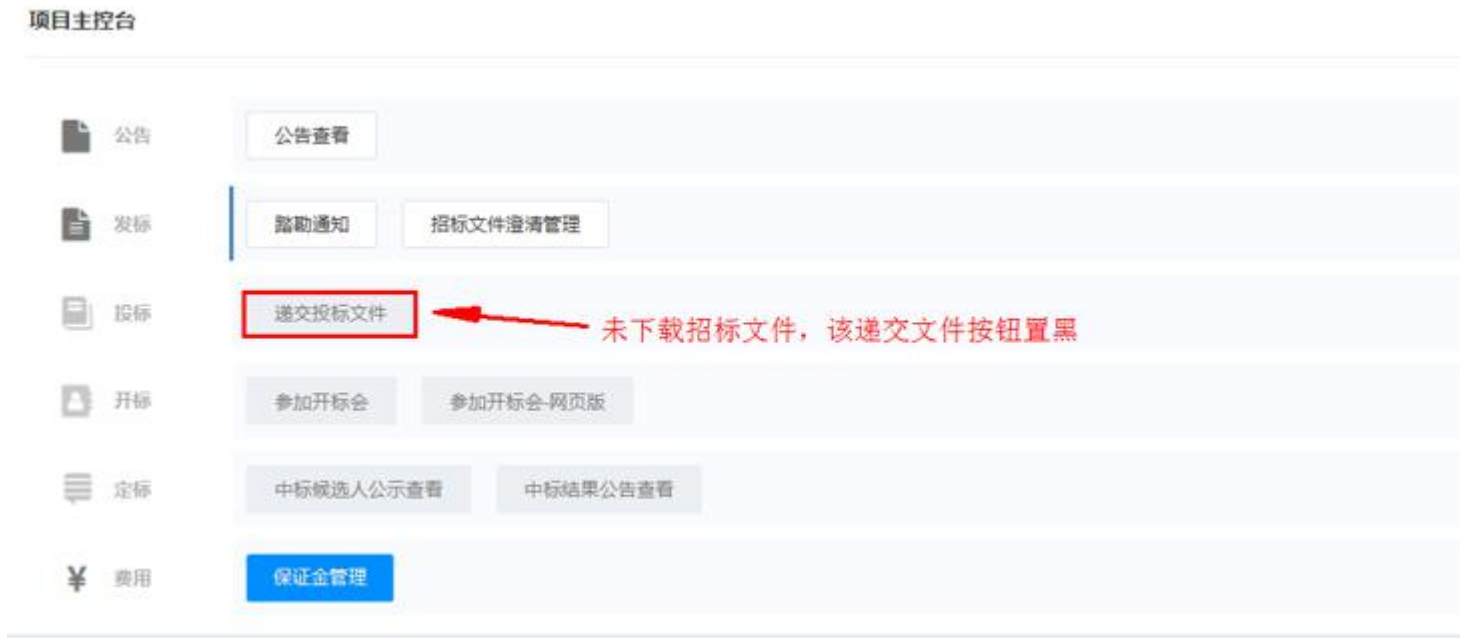 项目主控台
公告 公告查看
发标 踏勘通知 招标文件澄清管理
投标 递交投标文件
未下载招标文件，该递交文件按钮置黑
开标 参加开标会 参加开标会-网页版
定标 中标候选人公示查看 中标结果公告查看
¥ 费用 保证金管理